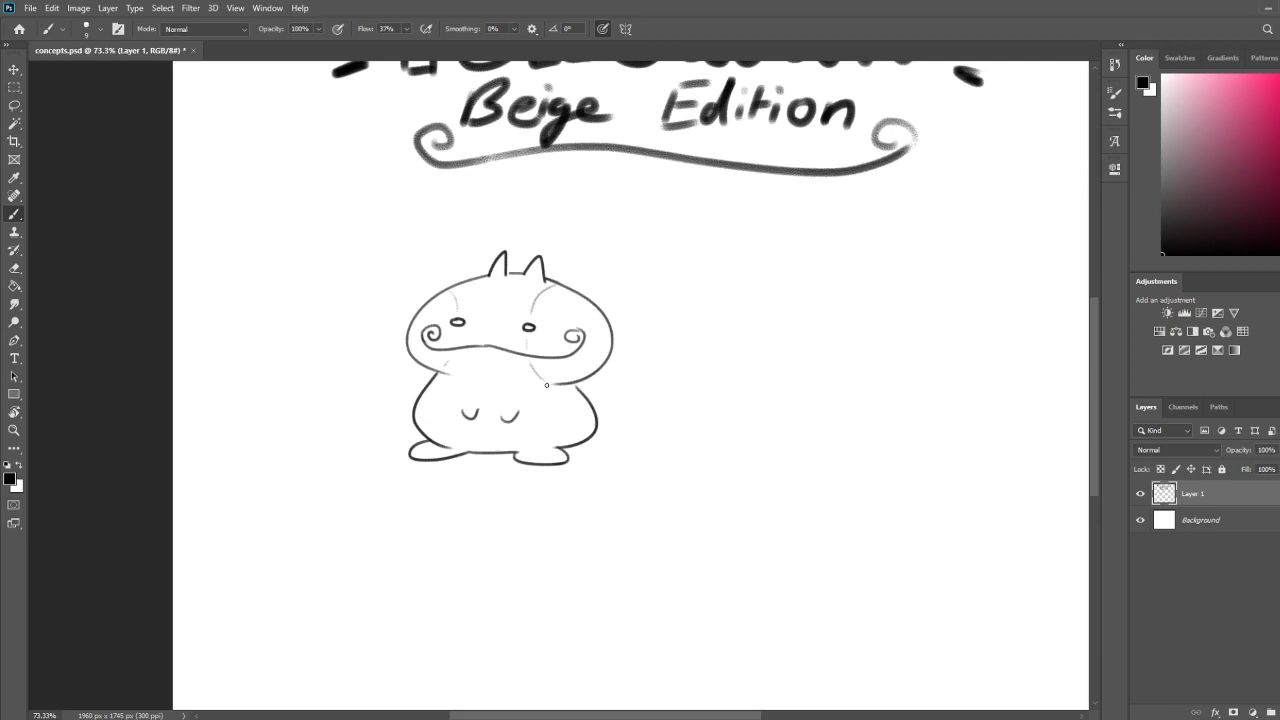 Ps File Edit Image Layer Type Select Filter 3D View Window Help
9 Mode: Normal Opacity: 100% Flow: 37% Smoothing: 0% 0°
concepts.psd @ 73.3% (Layer 1, RGB/8#) * ×
Beige Edition
Color Swatches Gradients Patterns
Adjustments
Add an adjustment
Layers Channels Paths
Kind
Normal Opacity: 100%
Lock: Fill: 100%
Layer 1
Background
73.33% 1960 px x 1745 px (300 ppi)